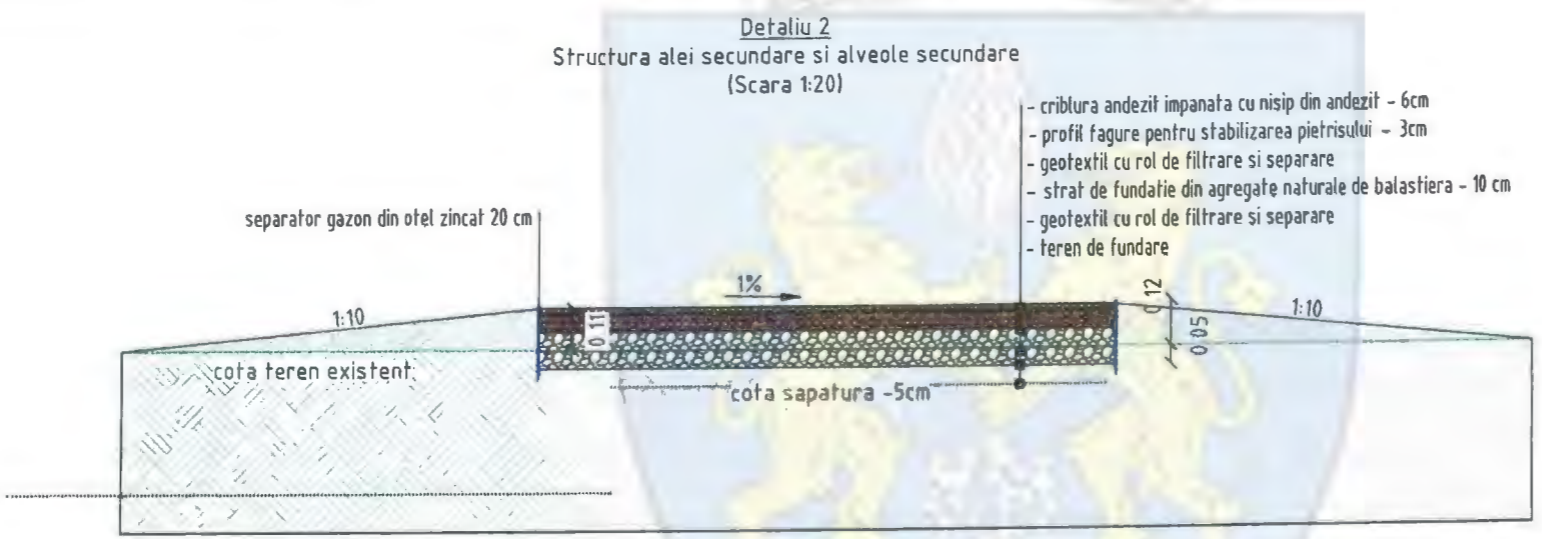 Detaliu 2
Structura alei secundare si alveole secundare
(Scara 1:20)
- criblura andezit impanata cu nisip din andezit - 6cm
- profil fagure pentru stabilizarea pietrisului - 3cm
- geotextil cu rol de filtrare si separare
- strat de fundatie din agregate naturale de balastiera - 10 cm
- geotextil cu rol de filtrare si separare
- teren de fundare
separator gazon din otel zincat 20 cm
1%
1:10
0.11
0.12
0.05
1:10
cota teren existent
cota sapatura -5cm